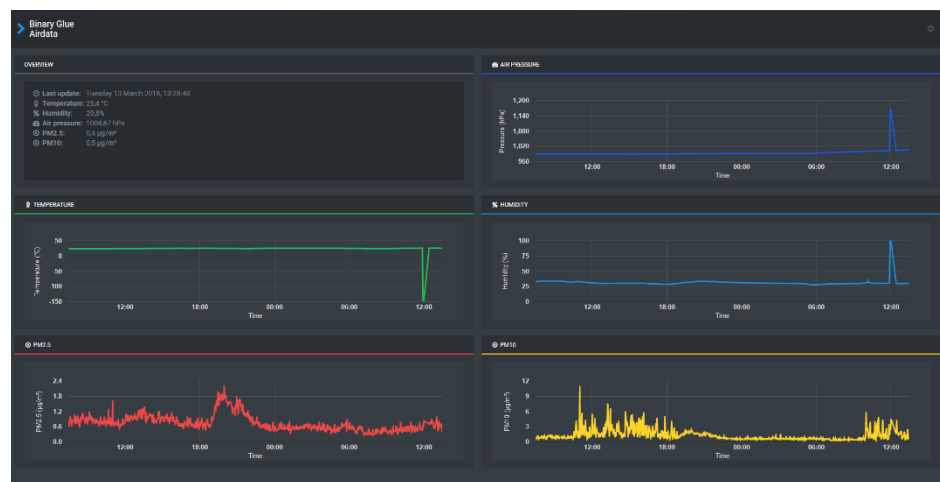 Binary Glue
Airdata
OVERVIEW
Last update: Tuesday 13 March 2018, 13:28:48
Temperature: 25,4 °C
Humidity: 29,8%
Air pressure: 1004,67 hPa
PM2.5: 0,4 µg/m³
PM10: 0,5 µg/m³
AIR PRESSURE
Pressure (hPa)
1,200
1,140
1,080
1,020
960
12:00 18:00 00:00 06:00 12:00
Time
TEMPERATURE
Temperature (°C)
50
0
-50
-100
-150
12:00 18:00 00:00 06:00 12:00
Time
% HUMIDITY
Humidity (%)
100
75
50
25
0
12:00 18:00 00:00 06:00 12:00
Time
PM2.5
PM2.5 (µg/m³)
2.4
1.8
1.2
0.6
0.0
12:00 18:00 00:00 06:00 12:00
Time
PM10
PM10 (µg/m³)
12
9
6
3
0
12:00 18:00 00:00 06:00 12:00
Time